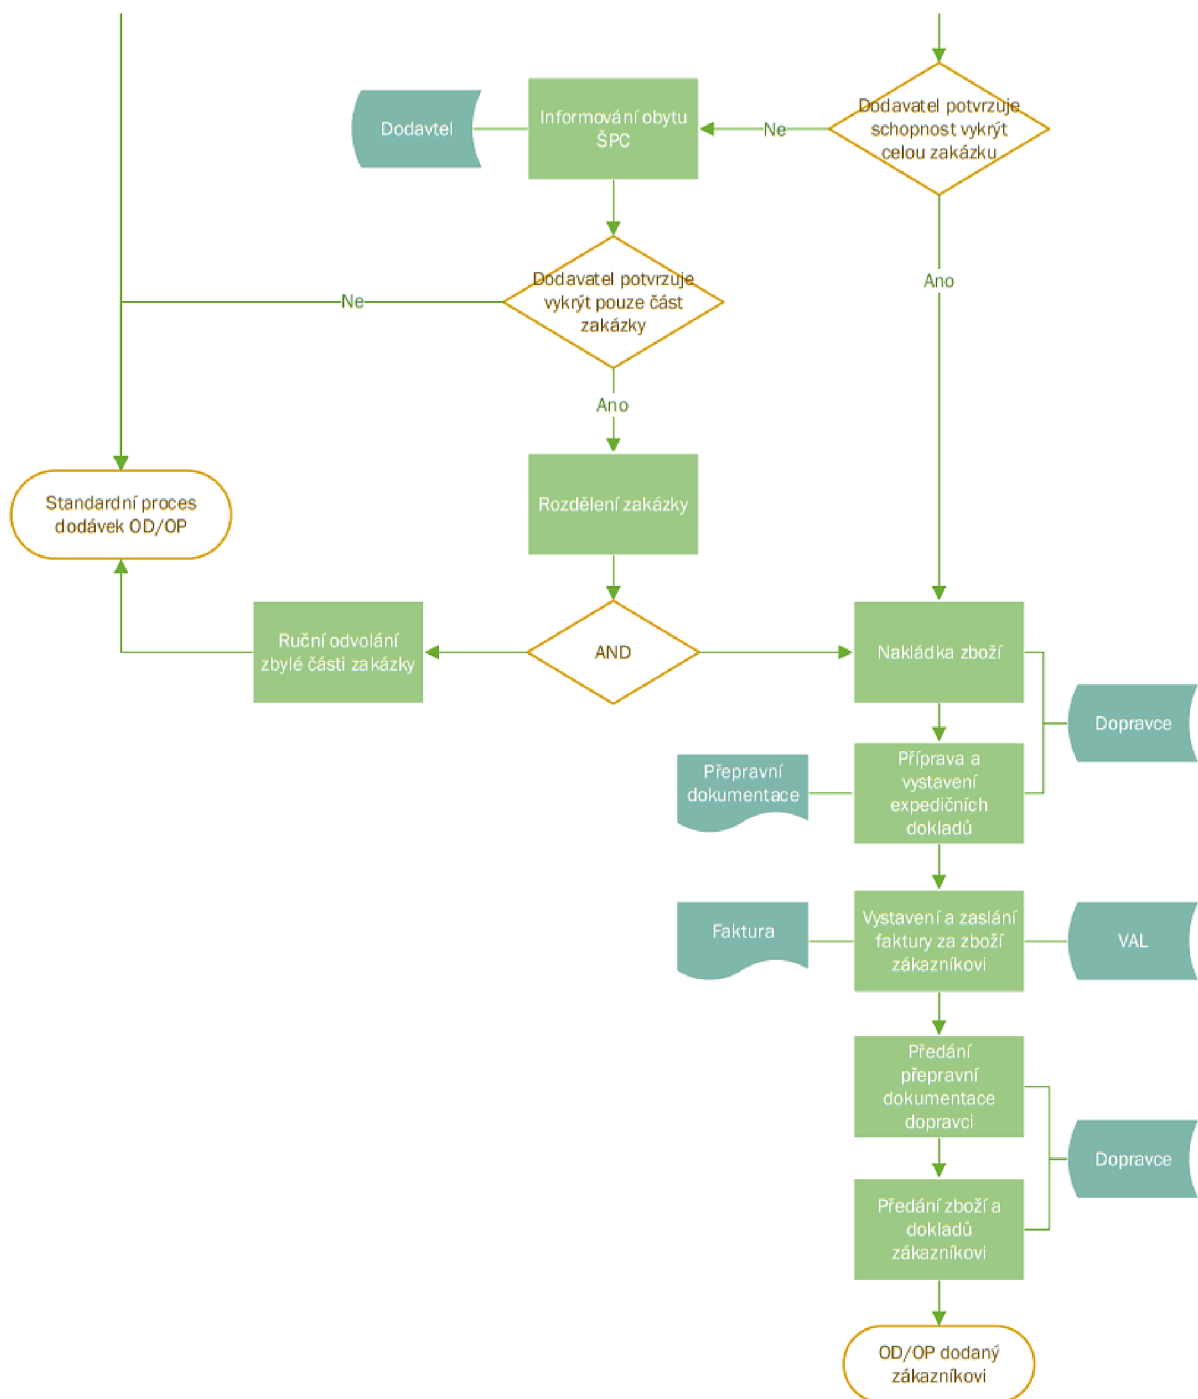 Dodavatel potvrzuje
schopnost vykrýt
celou zakázku
Ne
Informování obytu
ŠPC
Dodavtel
Ano
Dodavatel potvrzuje
vykrýt pouze část
zakázky
Ne
Ano
Rozdělení zakázky
Standardní proces
dodávek OD/OP
Ruční odvolání
zbylé části zakázky
AND
Nakládka zboží
Dopravce
Přepravní
dokumentace
Příprava a
vystavení
expedičních
dokladů
Faktura
Vystavení a zaslání
faktury za zboží
zákazníkovi
VAL
Předání
přepravní
dokumentace
dopravci
Dopravce
Předání zboží a
dokladů
zákazníkovi
OD/OP dodaný
zákazníkovi